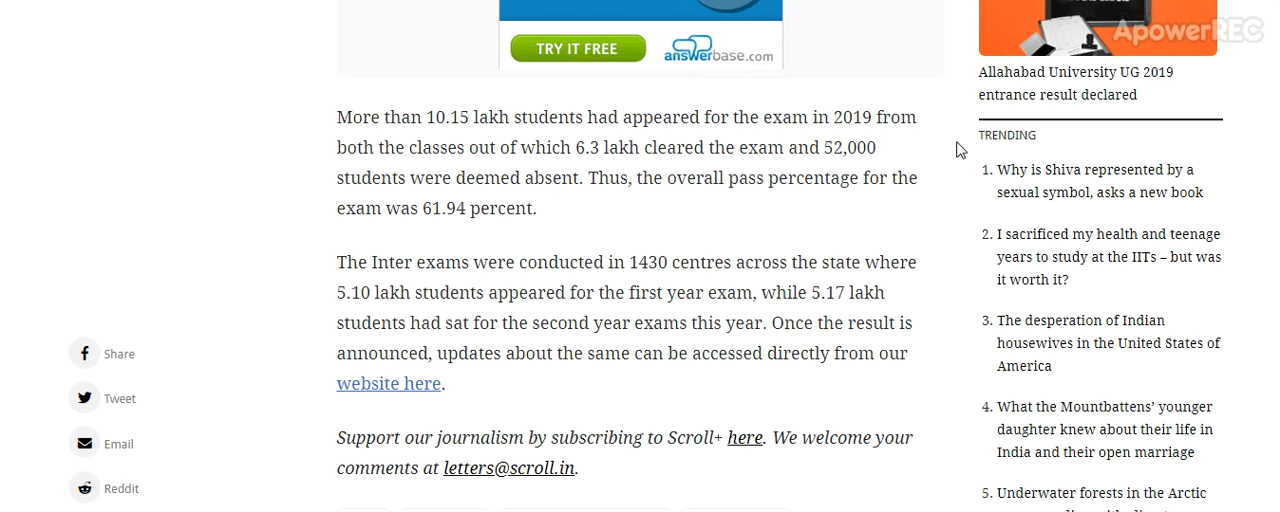 TRY IT FREE
answerbase.com
ApowerREC
More than 10.15 lakh students had appeared for the exam in 2019 from
both the classes out of which 6.3 lakh cleared the exam and 52,000
students were deemed absent. Thus, the overall pass percentage for the
exam was 61.94 percent.
The Inter exams were conducted in 1430 centres across the state where
5.10 lakh students appeared for the first year exam, while 5.17 lakh
students had sat for the second year exams this year. Once the result is
announced, updates about the same can be accessed directly from our
website here.
Support our journalism by subscribing to Scroll+ here. We welcome your
comments at letters@scroll.in.
Share
Tweet
Email
Reddit
Allahabad University UG 2019
entrance result declared
TRENDING
1. Why is Shiva represented by a
sexual symbol, asks a new book
2. I sacrificed my health and teenage
years to study at the IITs – but was
it worth it?
3. The desperation of Indian
housewives in the United States of
America
4. What the Mountbattens’ younger
daughter knew about their life in
India and their open marriage
5. Underwater forests in the Arctic